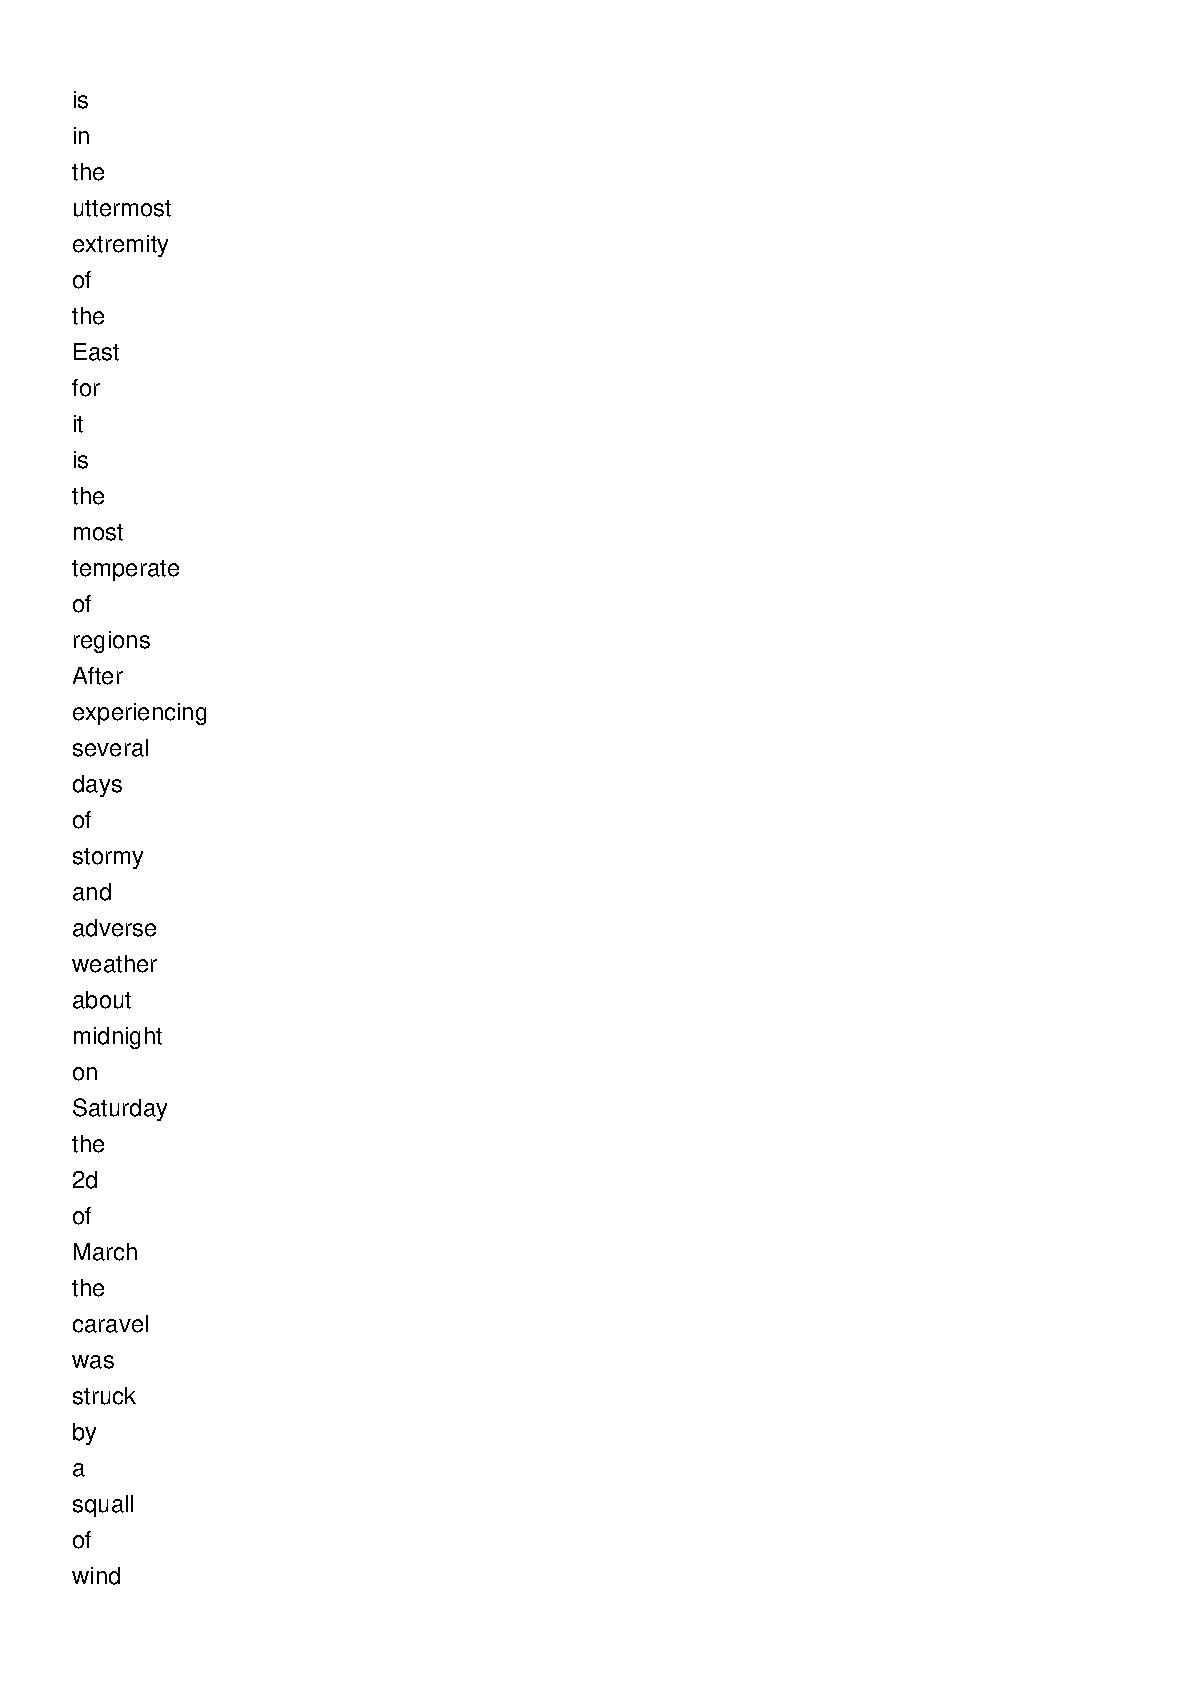 is
in
the
uttermost
extremity
of
the
East
for
it
is
the
most
temperate
of
regions
After
experiencing
several
days
of
stormy
and
adverse
weather
about
midnight
on
Saturday
the
2d
of
March
the
caravel
was
struck
by
a
squall
of
wind